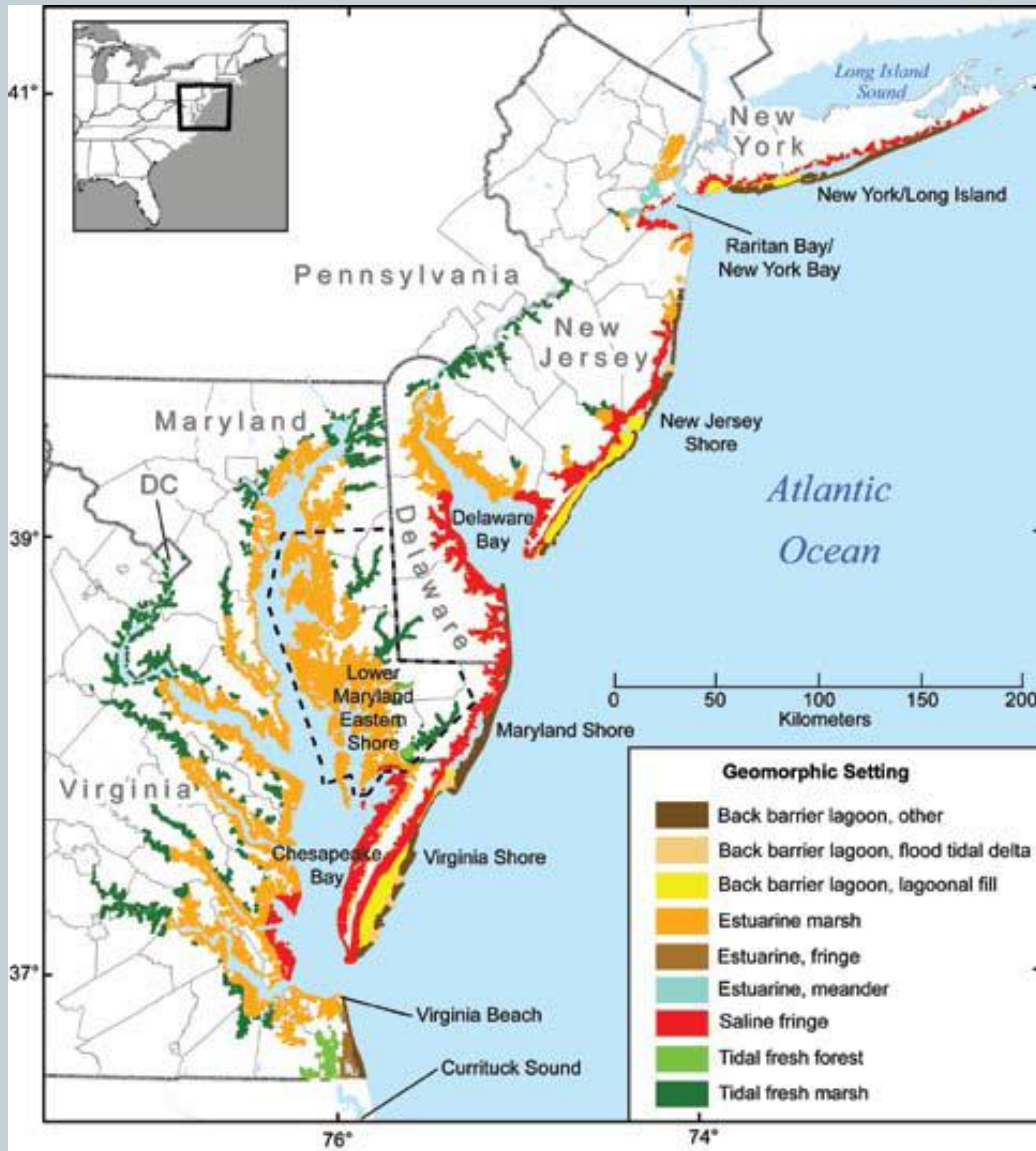 41°
Long Island
Sound
New
York
New York/Long Island
Raritan Bay/
New York Bay
Pennsylvania
New
Jersey
Maryland
New Jersey
Shore
DC
Atlantic
Ocean
39°
Delaware
Bay
Delaware
Lower
Maryland
Eastern
Shore
0 50 100 150 200
Kilometers
Maryland Shore
Virginia
Chesapeake
Bay
Virginia Shore
37°
Virginia Beach
Currituck Sound
Geomorphic Setting
Back barrier lagoon, other
Back barrier lagoon, flood tidal delta
Back barrier lagoon, lagoonal fill
Estuarine marsh
Estuarine, fringe
Estuarine, meander
Saline fringe
Tidal fresh forest
Tidal fresh marsh
76°
74°